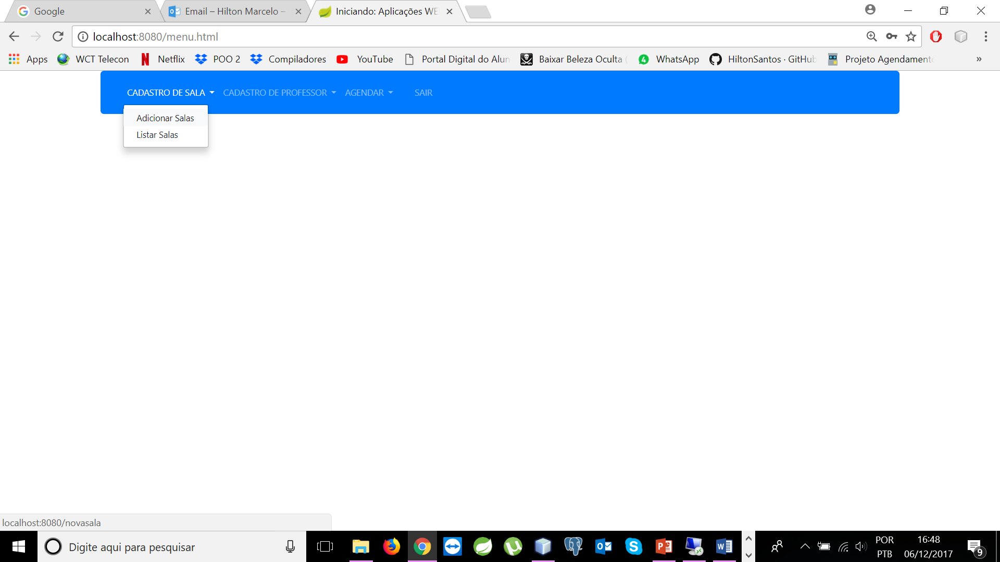 Google
Email – Hilton Marcelo –
Iniciando: Aplicações WE
localhost:8080/menu.html
Apps
WCT Telecon
Netflix
POO 2
Compiladores
YouTube
Portal Digital do Alun
Baixar Beleza Oculta (
4
WhatsApp
HiltonSantos · GitHub
Projeto Agendamento
»
CADASTRO DE SALA
CADASTRO DE PROFESSOR
AGENDAR
SAIR
Adicionar Salas
Listar Salas
localhost:8080/novasala
Digite aqui para pesquisar
POR
PTB
16:48
06/12/2017
9